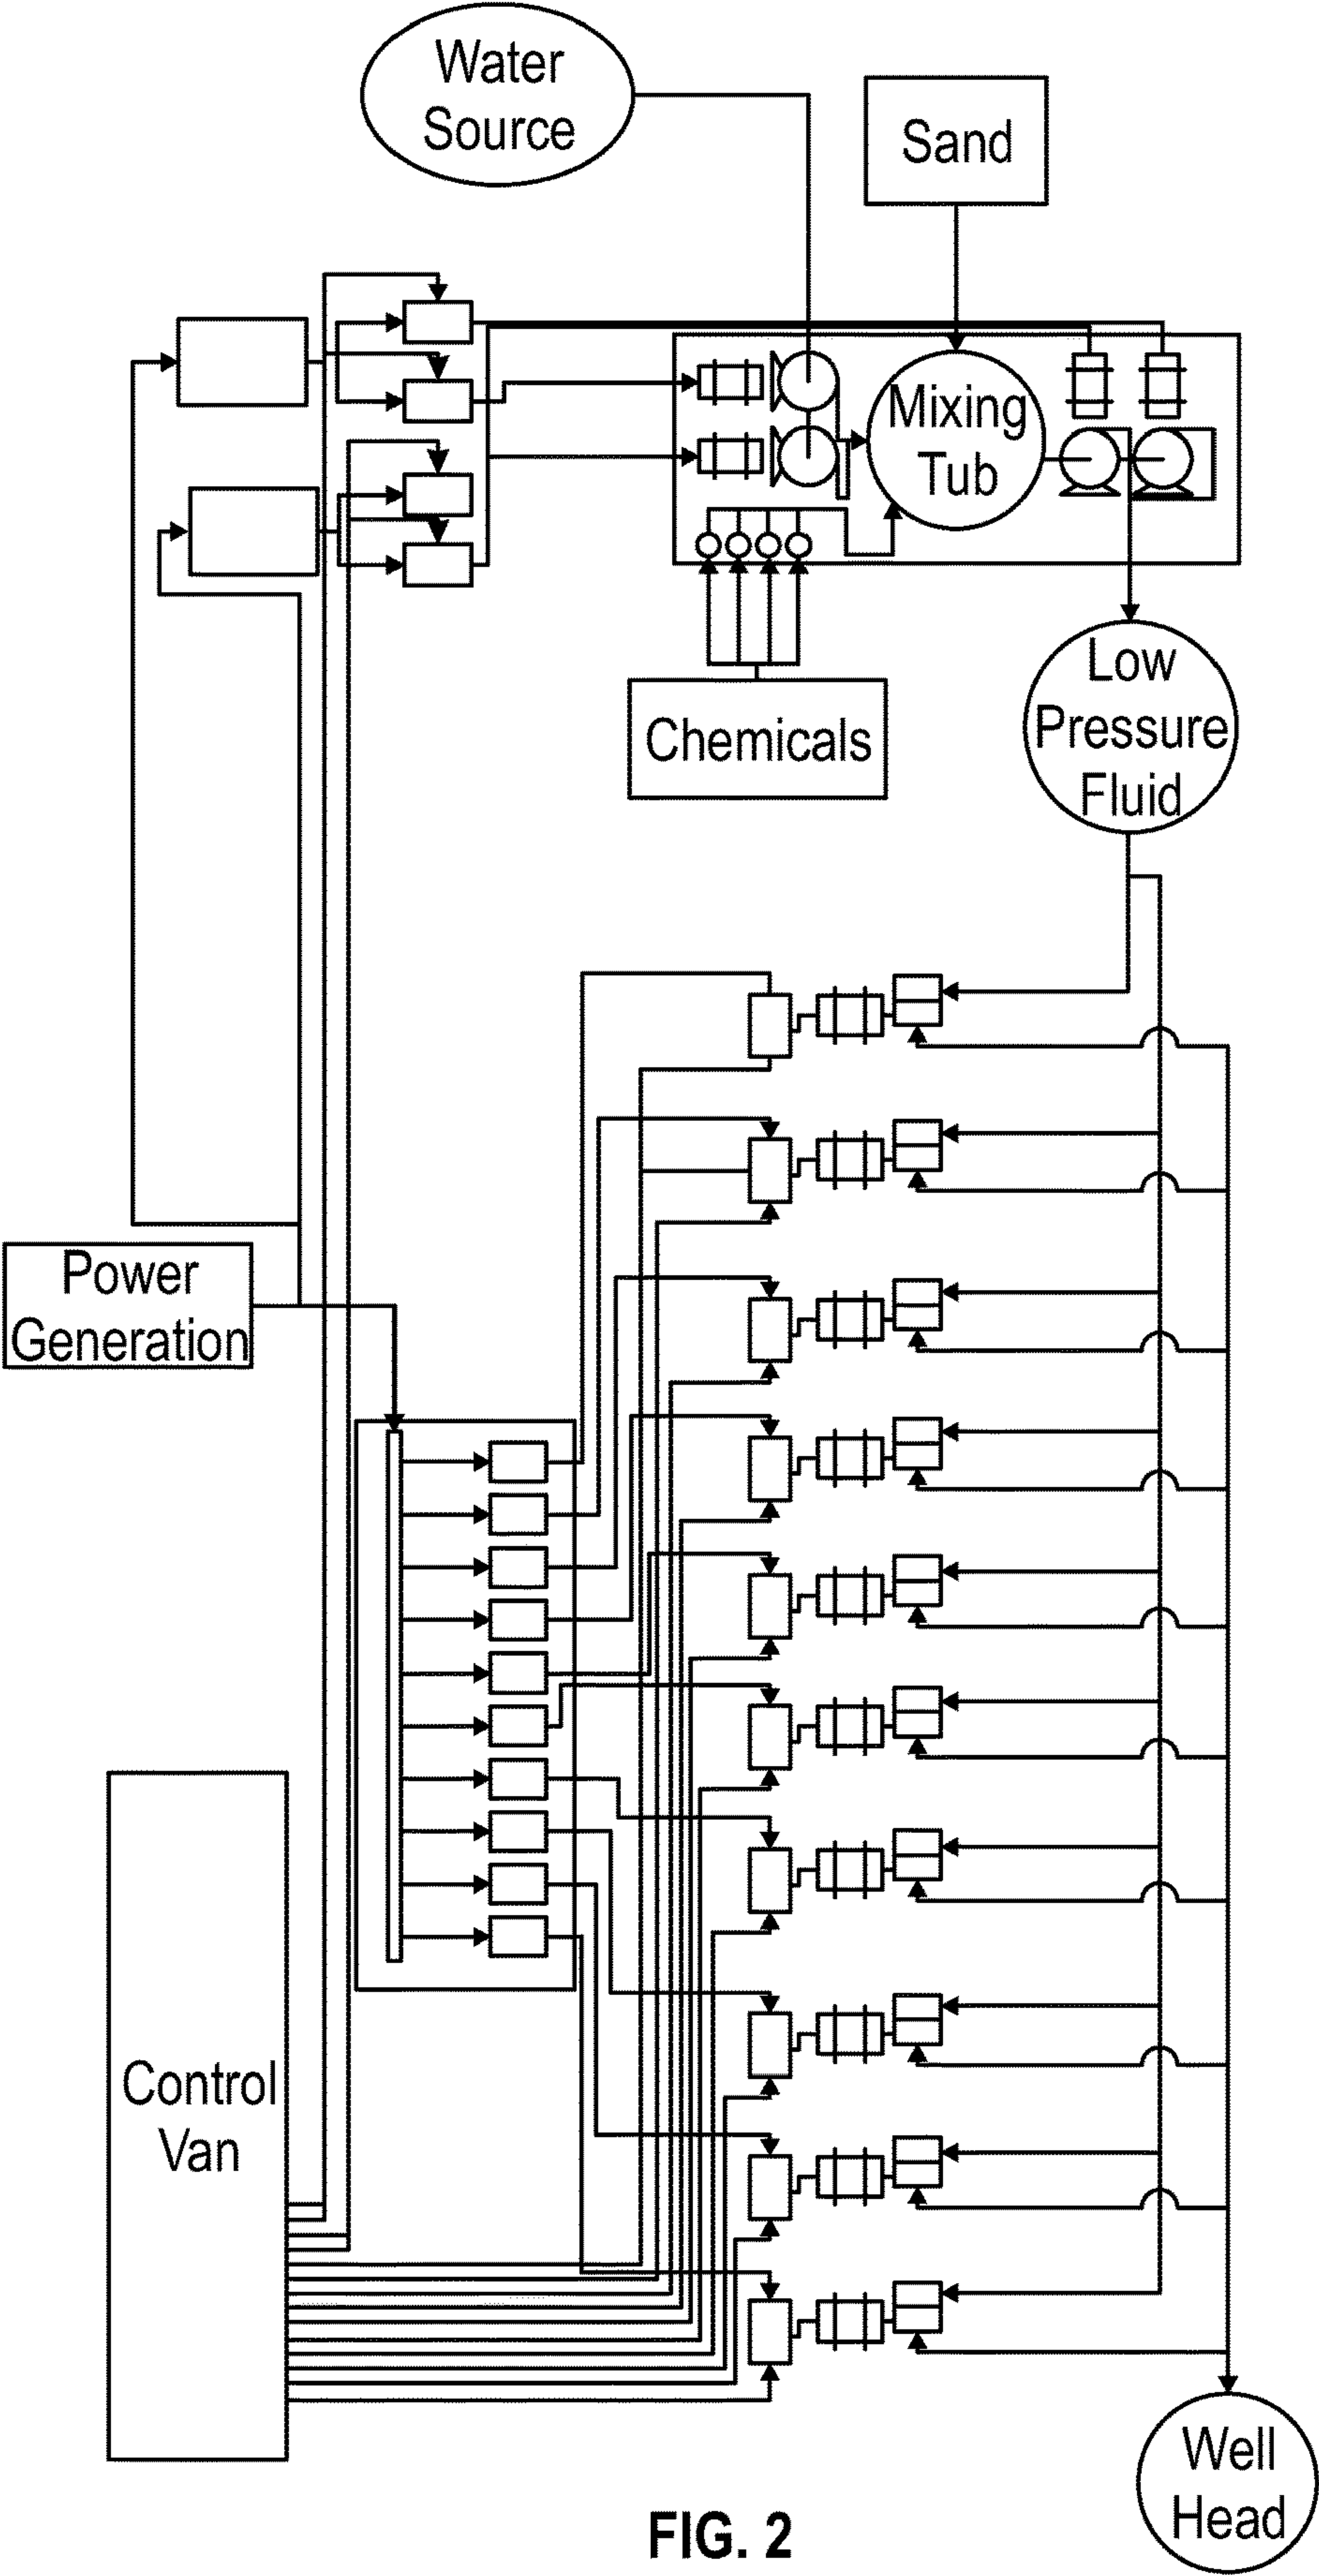 Water
Source
Sand
Mixing
Tub
Chemicals
Low
Pressure
Fluid
Power
Generation
Control
Van
Well
Head
FIG. 2